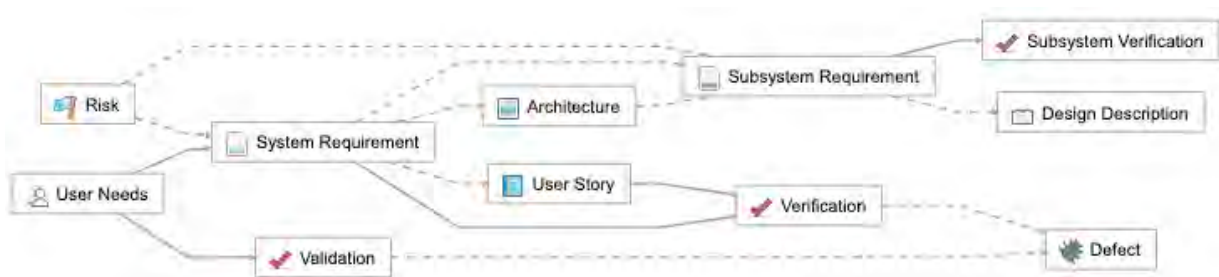 Subsystem Verification
Subsystem Requirement
Risk
Architecture
Design Description
System Requirement
User Needs
User Story
Verification
Validation
Defect